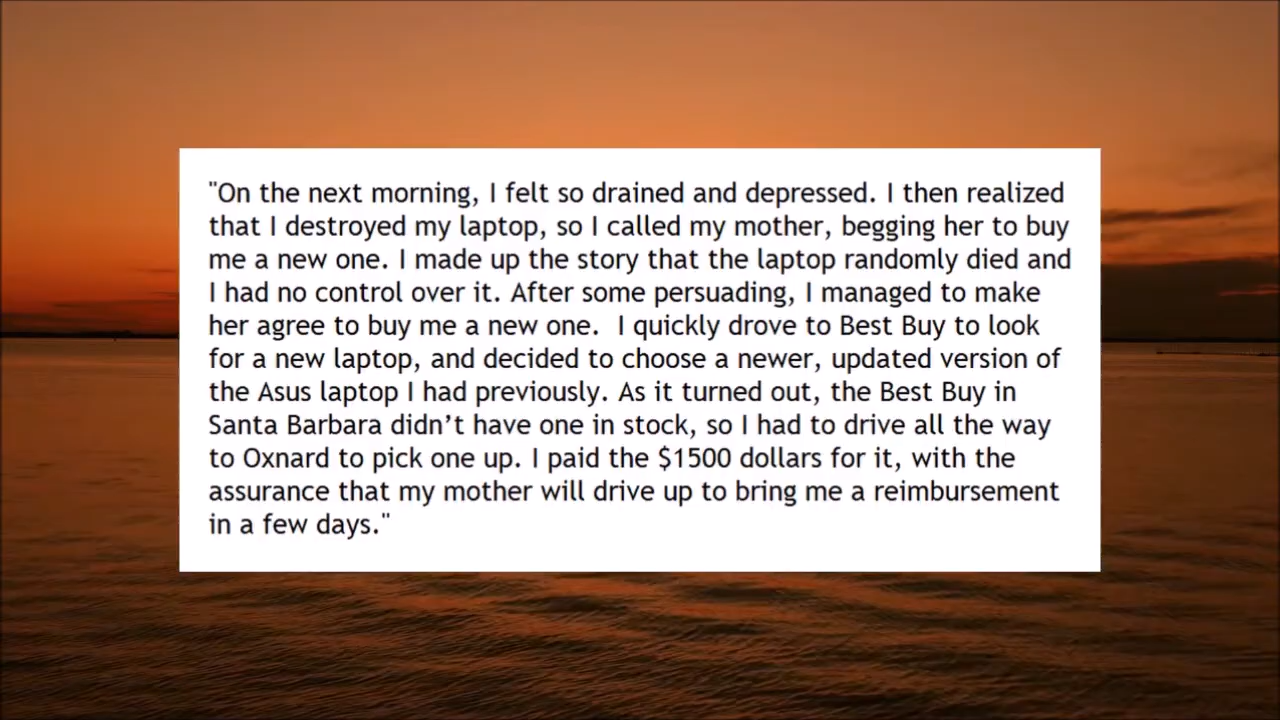 "On the next morning, I felt so drained and depressed. I then realized
that I destroyed my laptop, so I called my mother, begging her to buy
me a new one. I made up the story that the laptop randomly died and
I had no control over it. After some persuading, I managed to make
her agree to buy me a new one.  I quickly drove to Best Buy to look
for a new laptop, and decided to choose a newer, updated version of
the Asus laptop I had previously. As it turned out, the Best Buy in
Santa Barbara didn’t have one in stock, so I had to drive all the way
to Oxnard to pick one up. I paid the $1500 dollars for it, with the
assurance that my mother will drive up to bring me a reimbursement
in a few days."